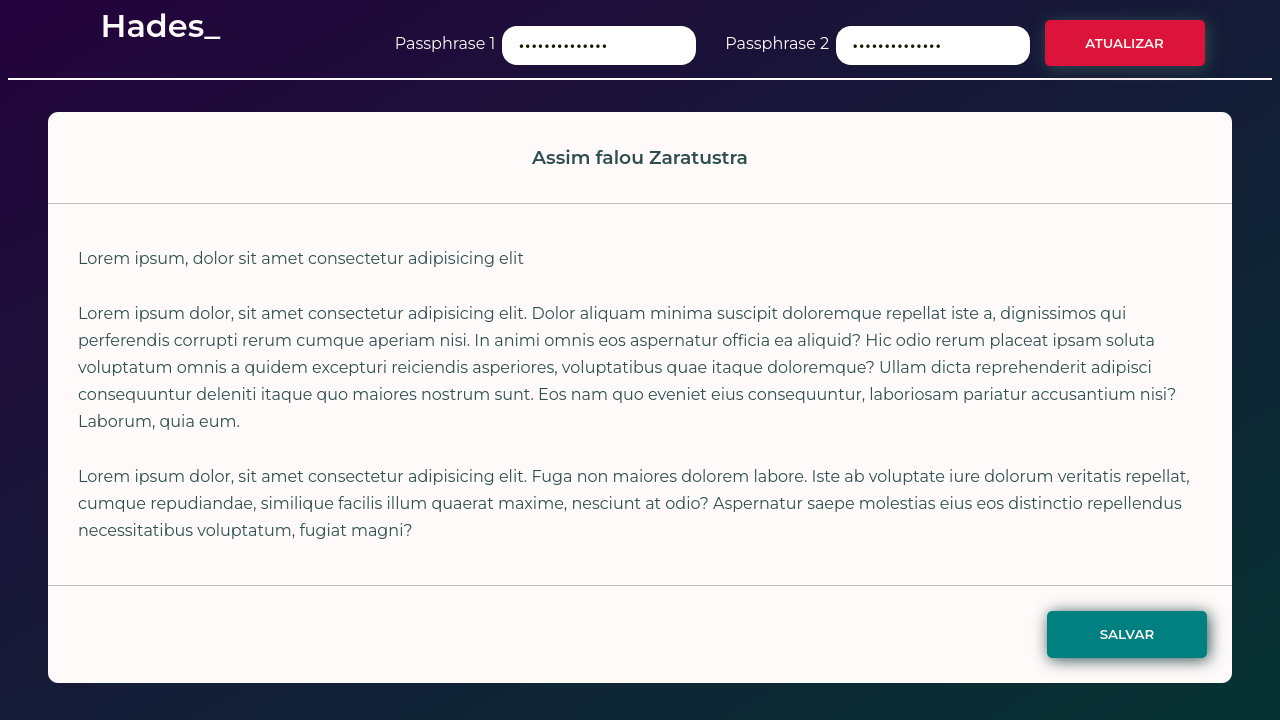 Hades_
Passphrase 1 •••••••••••••• Passphrase 2 •••••••••••••• ATUALIZAR
Assim falou Zaratustra
Lorem ipsum, dolor sit amet consectetur adipisicing elit
Lorem ipsum dolor, sit amet consectetur adipisicing elit. Dolor aliquam minima suscipit doloremque repellat iste a, dignissimos qui
perferendis corrupti rerum cumque aperiam nisi. In animi omnis eos aspernatur officia ea aliquid? Hic odio rerum placeat ipsam soluta
voluptatum omnis a quidem excepturi reiciendis asperiores, voluptatibus quae itaque doloremque? Ullam dicta reprehenderit adipisci
consequuntur deleniti itaque quo maiores nostrum sunt. Eos nam quo eveniet eius consequuntur, laboriosam pariatur accusantium nisi?
Laborum, quia eum.
Lorem ipsum dolor, sit amet consectetur adipisicing elit. Fuga non maiores dolorem labore. Iste ab voluptate iure dolorum veritatis repellat,
cumque repudiandae, similique facilis illum quaerat maxime, nesciunt at odio? Aspernatur saepe molestias eius eos distinctio repellendus
necessitatibus voluptatum, fugiat magni?
SALVAR